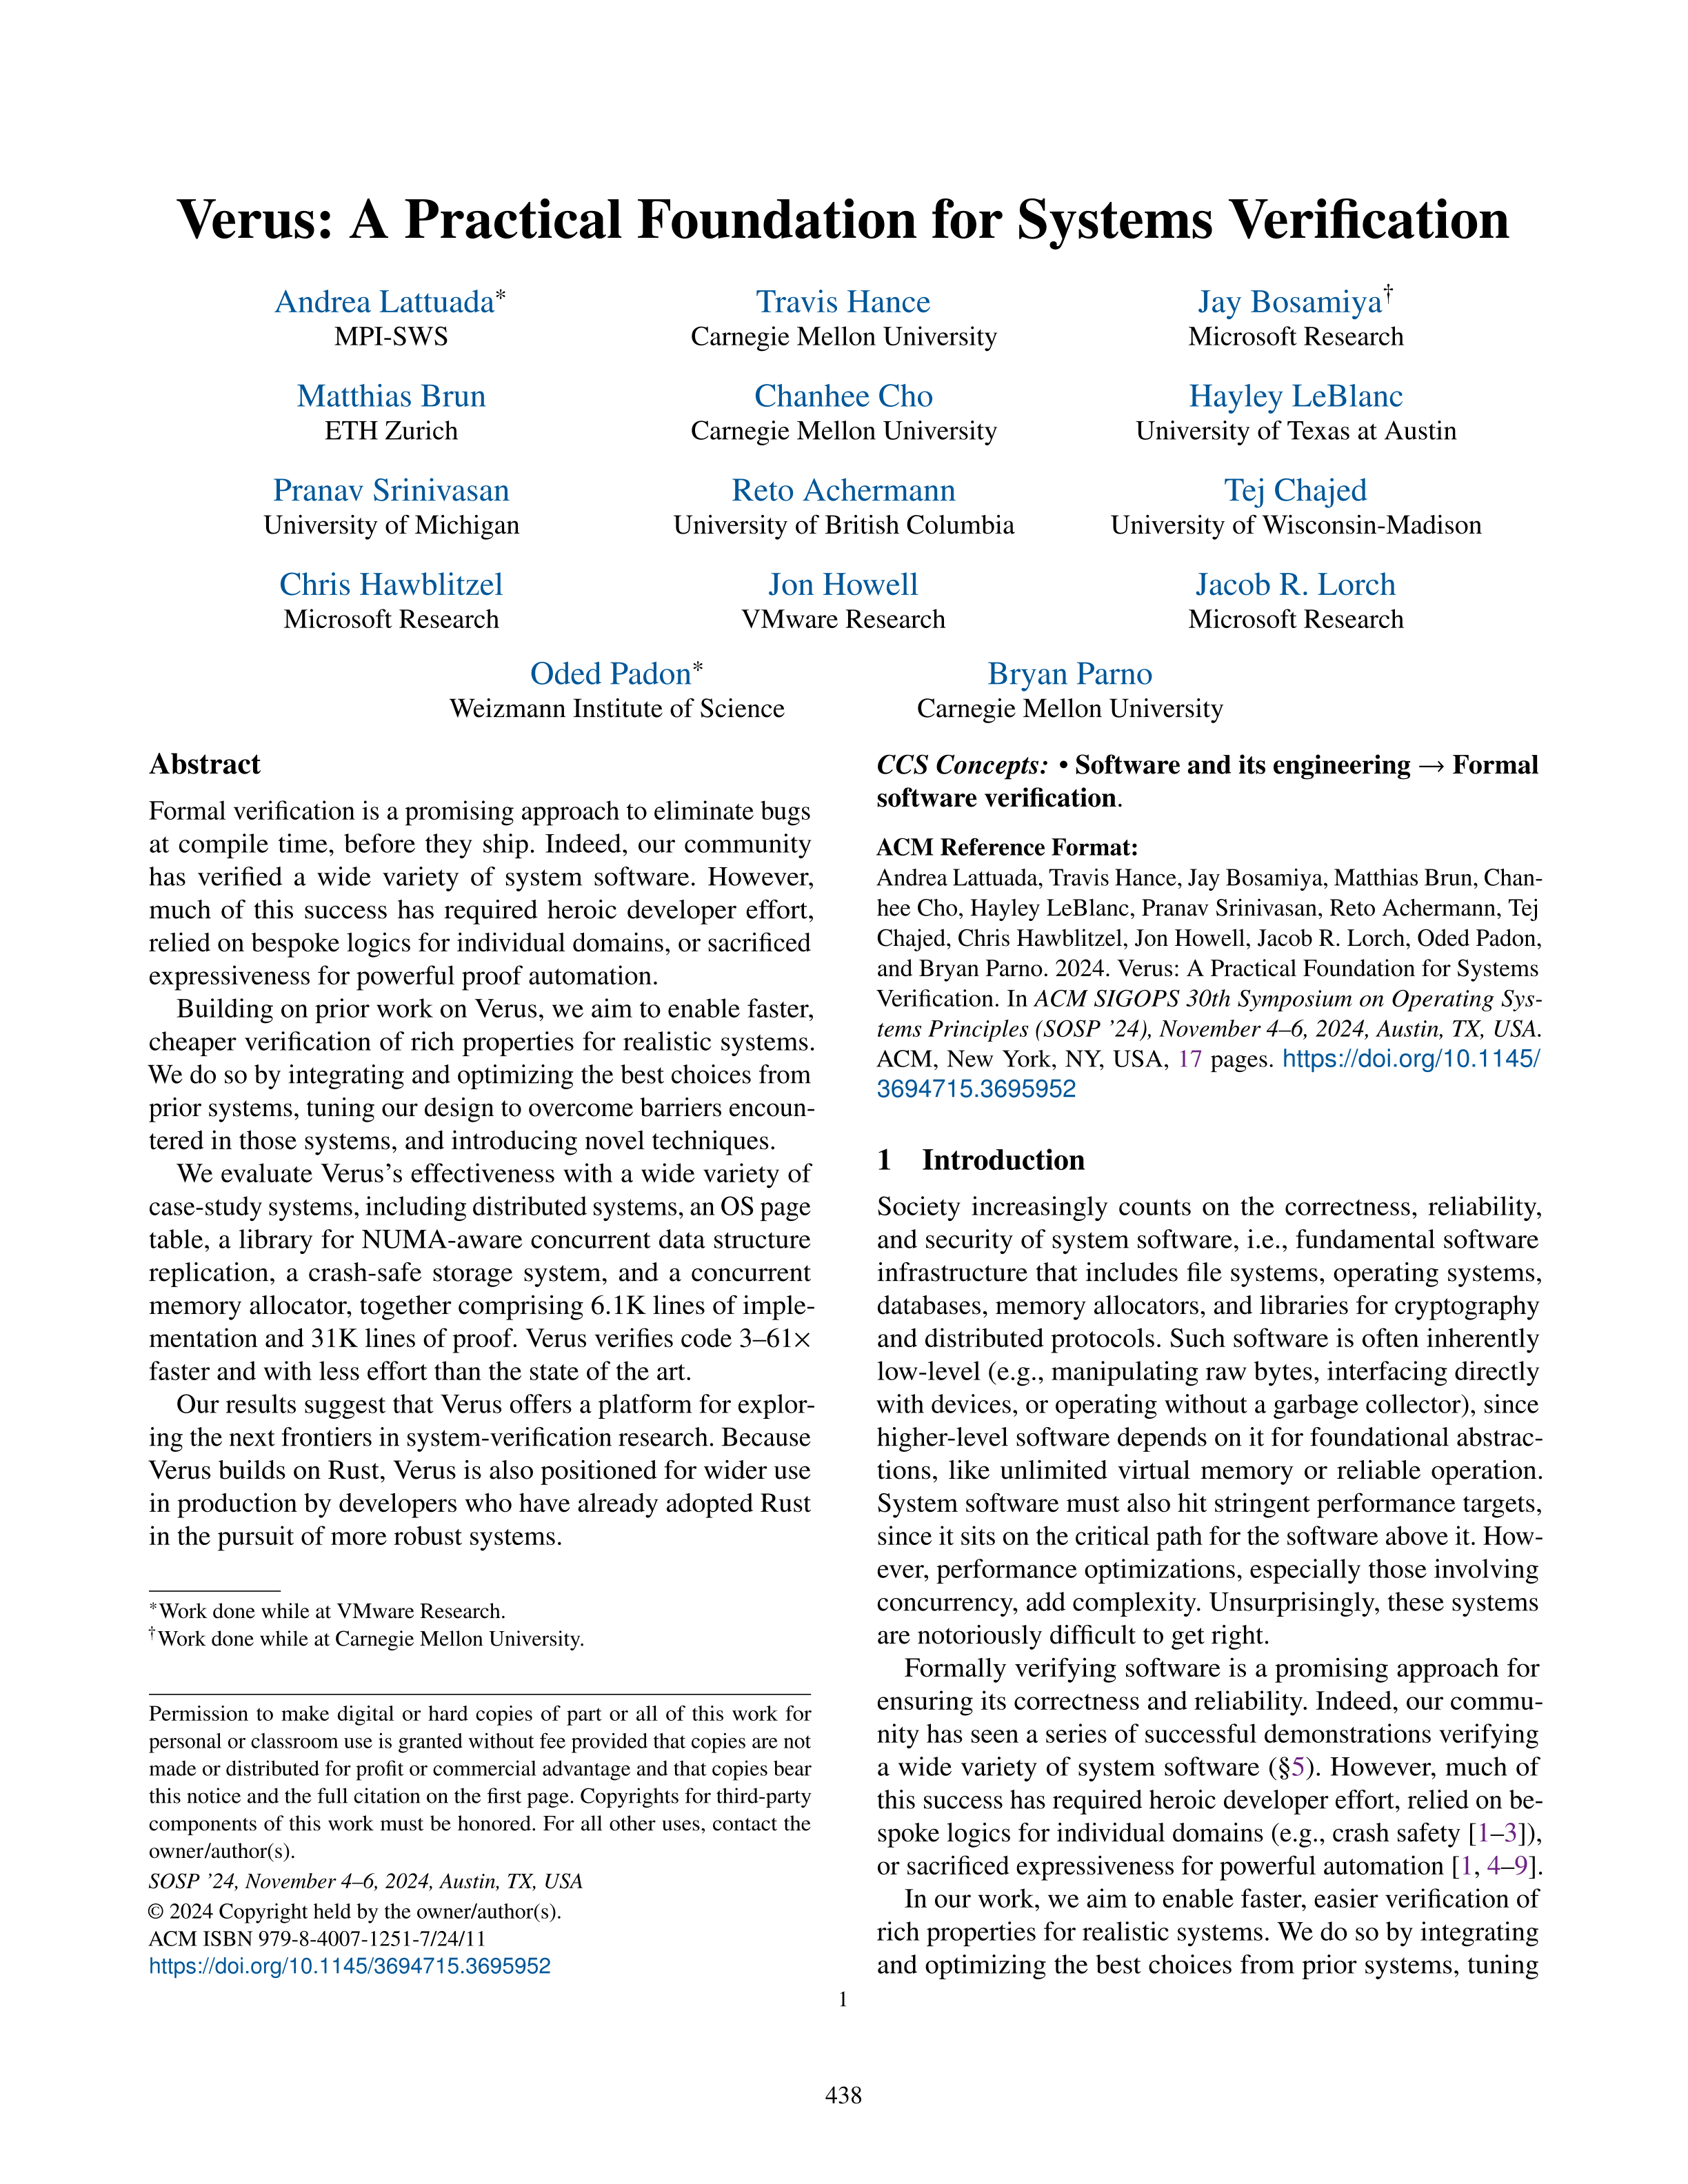 Verus: A Practical Foundation for Systems Verification
Andrea Lattuada*
MPI-SWS
Travis Hance
Carnegie Mellon University
Jay Bosamiya†
Microsoft Research
Matthias Brun
ETH Zurich
Chanhee Cho
Carnegie Mellon University
Hayley LeBlanc
University of Texas at Austin
Pranav Srinivasan
University of Michigan
Reto Achermann
University of British Columbia
Tej Chajed
University of Wisconsin-Madison
Chris Hawblitzel
Microsoft Research
Jon Howell
VMware Research
Jacob R. Lorch
Microsoft Research
Oded Padon*
Weizmann Institute of Science
Bryan Parno
Carnegie Mellon University
Abstract
Formal verification is a promising approach to eliminate bugs
at compile time, before they ship. Indeed, our community
has verified a wide variety of system software. However,
much of this success has required heroic developer effort,
relied on bespoke logics for individual domains, or sacrificed
expressiveness for powerful proof automation.
Building on prior work on Verus, we aim to enable faster,
cheaper verification of rich properties for realistic systems.
We do so by integrating and optimizing the best choices from
prior systems, tuning our design to overcome barriers encoun-
tered in those systems, and introducing novel techniques.
We evaluate Verus's effectiveness with a wide variety of
case-study systems, including distributed systems, an OS page
table, a library for NUMA-aware concurrent data structure
replication, a crash-safe storage system, and a concurrent
memory allocator, together comprising 6.1K lines of imple-
mentation and 31K lines of proof. Verus verifies code 3–61×
faster and with less effort than the state of the art.
Our results suggest that Verus offers a platform for explor-
ing the next frontiers in system-verification research. Because
Verus builds on Rust, Verus is also positioned for wider use
in production by developers who have already adopted Rust
in the pursuit of more robust systems.
*Work done while at VMware Research.
†Work done while at Carnegie Mellon University.
Permission to make digital or hard copies of part or all of this work for
personal or classroom use is granted without fee provided that copies are not
made or distributed for profit or commercial advantage and that copies bear
this notice and the full citation on the first page. Copyrights for third-party
components of this work must be honored. For all other uses, contact the
owner/author(s).
SOSP '24, November 4–6, 2024, Austin, TX, USA
© 2024 Copyright held by the owner/author(s).
ACM ISBN 979-8-4007-1251-7/24/11
https://doi.org/10.1145/3694715.3695952
CCS Concepts: • Software and its engineering → Formal
software verification.
ACM Reference Format:
Andrea Lattuada, Travis Hance, Jay Bosamiya, Matthias Brun, Chan-
hee Cho, Hayley LeBlanc, Pranav Srinivasan, Reto Achermann, Tej
Chajed, Chris Hawblitzel, Jon Howell, Jacob R. Lorch, Oded Padon,
and Bryan Parno. 2024. Verus: A Practical Foundation for Systems
Verification. In ACM SIGOPS 30th Symposium on Operating Sys-
tems Principles (SOSP '24), November 4–6, 2024, Austin, TX, USA.
ACM, New York, NY, USA, 17 pages. https://doi.org/10.1145/
3694715.3695952
1 Introduction
Society increasingly counts on the correctness, reliability,
and security of system software, i.e., fundamental software
infrastructure that includes file systems, operating systems,
databases, memory allocators, and libraries for cryptography
and distributed protocols. Such software is often inherently
low-level (e.g., manipulating raw bytes, interfacing directly
with devices, or operating without a garbage collector), since
higher-level software depends on it for foundational abstrac-
tions, like unlimited virtual memory or reliable operation.
System software must also hit stringent performance targets,
since it sits on the critical path for the software above it. How-
ever, performance optimizations, especially those involving
concurrency, add complexity. Unsurprisingly, these systems
are notoriously difficult to get right.
Formally verifying software is a promising approach for
ensuring its correctness and reliability. Indeed, our commu-
nity has seen a series of successful demonstrations verifying
a wide variety of system software (§5). However, much of
this success has required heroic developer effort, relied on be-
spoke logics for individual domains (e.g., crash safety [1–3]),
or sacrificed expressiveness for powerful automation [1, 4–9].
In our work, we aim to enable faster, easier verification of
rich properties for realistic systems. We do so by integrating
and optimizing the best choices from prior systems, tuning
1
438